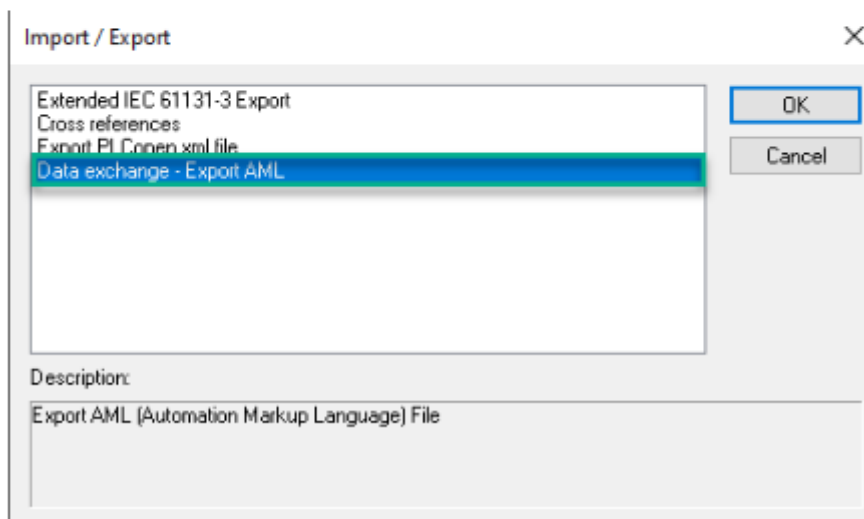 Import / Export
Extended IEC 61131-3 Export
Cross references
Export PLCopen xml file
Data exchange - Export AML
OK
Cancel
Description:
Export AML (Automation Markup Language) File